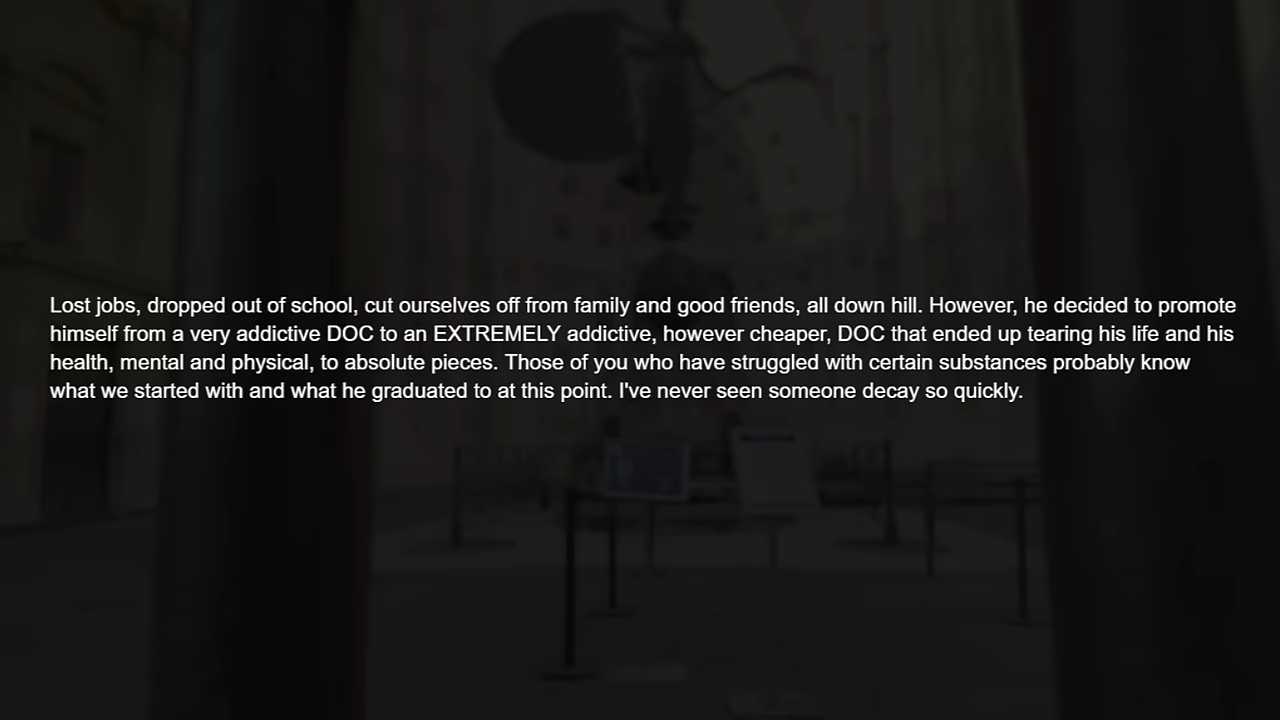 Lost jobs, dropped out of school, cut ourselves off from family and good friends, all down hill. However, he decided to promote
himself from a very addictive DOC to an EXTREMELY addictive, however cheaper, DOC that ended up tearing his life and his
health, mental and physical, to absolute pieces. Those of you who have struggled with certain substances probably know
what we started with and what he graduated to at this point. I've never seen someone decay so quickly.